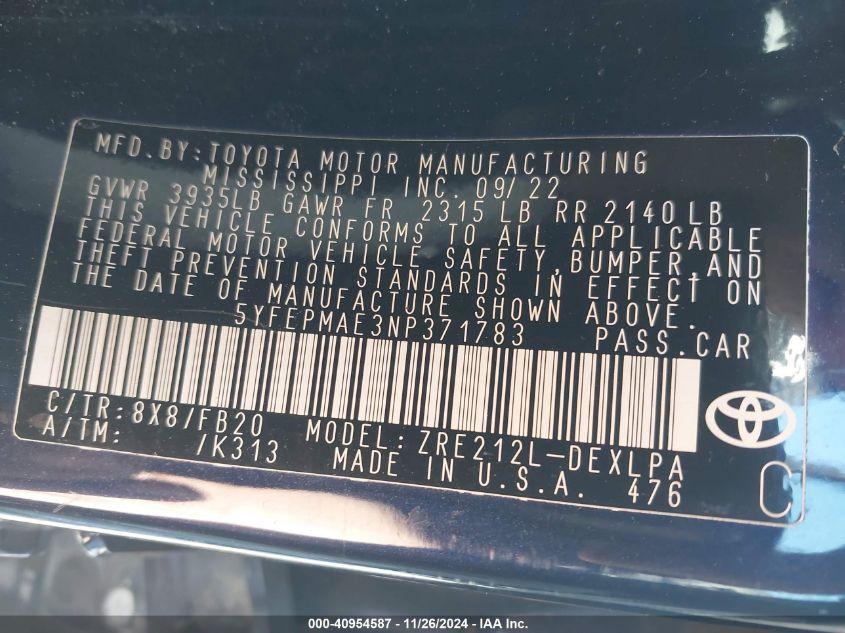 MFD.BY:TOYOTA MOTOR MANUFACTURING
MISSISSIPPI INC. 09/22
GVWR 3935LB GAWR FR 2315LB RR 2140LB
THIS VEHICLE CONFORMS TO ALL APPLICABLE
FEDERAL MOTOR VEHICLE SAFETY,BUMPER,AND
THEFT PREVENTION STANDARDS IN EFFECT ON
THE DATE OF MANUFACTURE SHOWN ABOVE.
5YFEPMAE3NP371783 PASS.CAR
C/TR:8X8/FB20 MODEL:ZRE212L-DEXLPA
A/TM: /K313 MADE IN U.S.A. 476
C
000-40954587 - 11/26/2024 - IAA Inc.